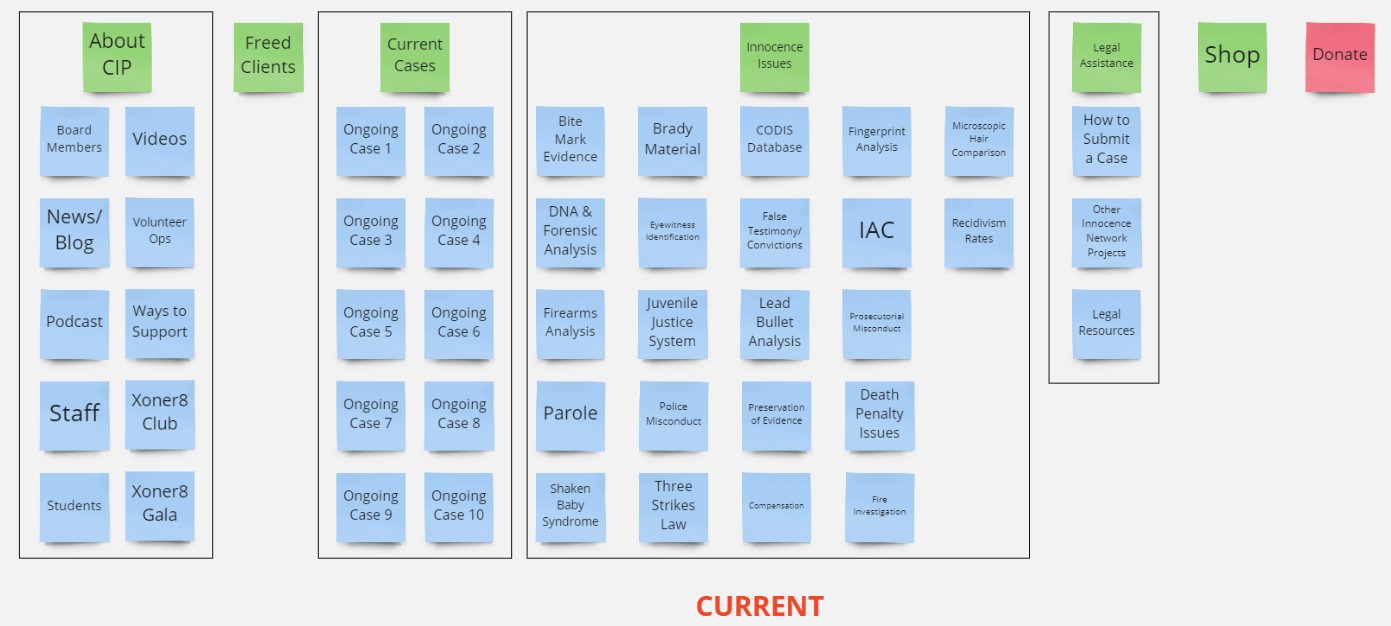 About
CIP
Freed
Clients
Current
Cases
Innocence
Issues
Legal
Assistance
Shop
Donate
Board
Members
Videos
News/
Blog
Volunteer
Ops
Podcast
Ways to
Support
Staff
Xoner8
Club
Students
Xoner8
Gala
Ongoing
Case 1
Ongoing
Case 2
Ongoing
Case 3
Ongoing
Case 4
Ongoing
Case 5
Ongoing
Case 6
Ongoing
Case 7
Ongoing
Case 8
Ongoing
Case 9
Ongoing
Case 10
Bite
Mark
Evidence
Brady
Material
CODIS
Database
Fingerprint
Analysis
Microscopic
Hair
Comparison
DNA &
Forensic
Analysis
Eyewitness
Identification
False
Testimony/
Convictions
IAC
Recidivism
Rates
Firearms
Analysis
Juvenile
Justice
System
Lead
Bullet
Analysis
Prosecutorial
Misconduct
Parole
Police
Misconduct
Preservation
of Evidence
Death
Penalty
Issues
Shaken
Baby
Syndrome
Three
Strikes
Law
Compensation
Fire
Investigation
How to
Submit
a Case
Other
Innocence
Network
Projects
Legal
Resources
CURRENT